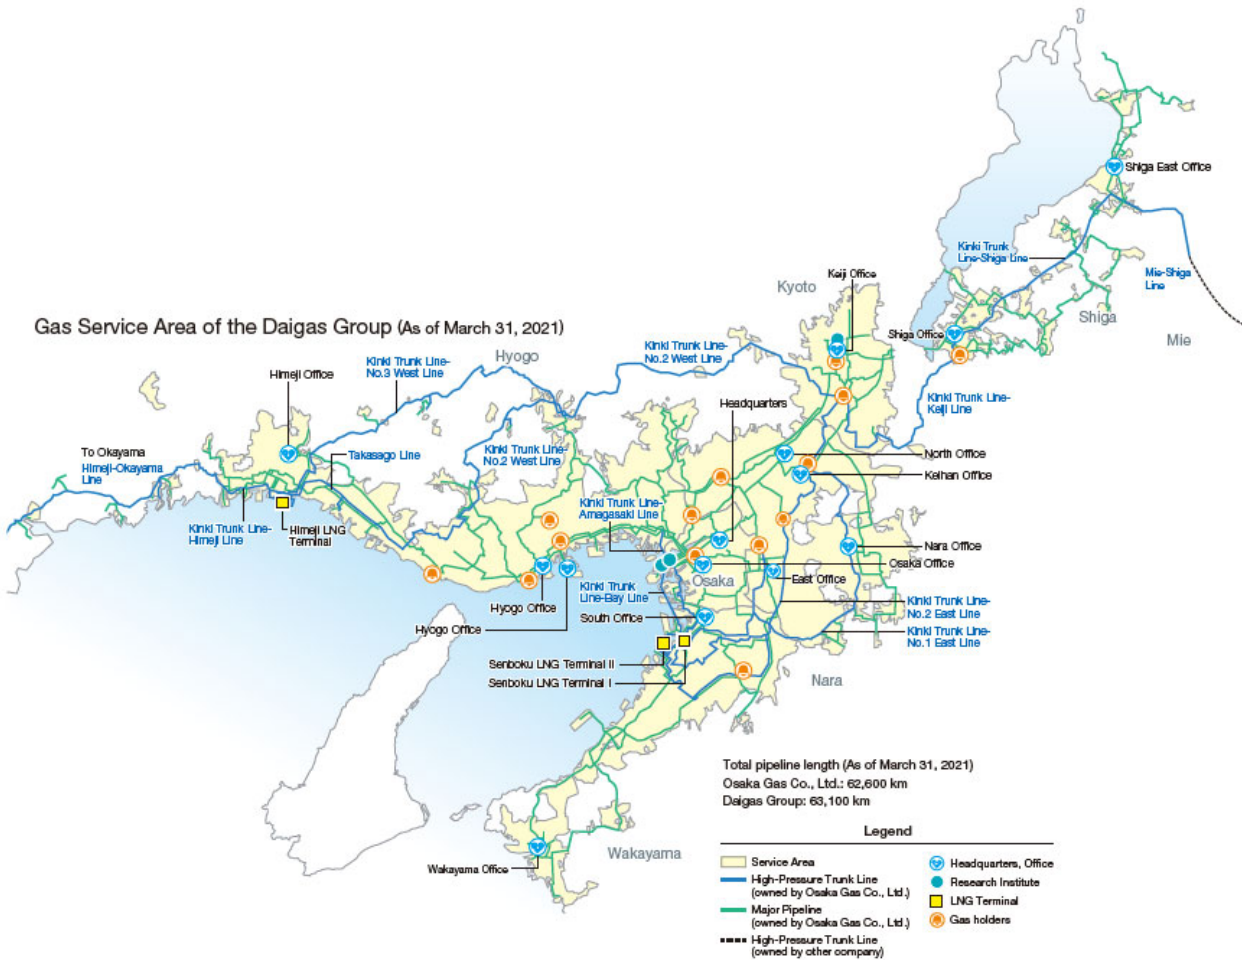 Shiga East Office
Kinki Trunk
Line-Shiga Line
Mie-Shiga
Line
Keiji Office
Kyoto
Shiga
Shiga Office
Mie
Gas Service Area of the Daigas Group (As of March 31, 2021)
Kinki Trunk Line-
No.2 West Line
Hyogo
Kinki Trunk Line-
No.3 West Line
Himeji Office
Kinki Trunk Line-
Keiji Line
Headquarters
To Okayama
Himeji-Okayama
Line
Takasago Line
Kinki Trunk Line-
No.2 West Line
North Office
Keihan Office
Kinki Trunk Line-
Amagasaki Line
Kinki Trunk Line-
Himeji Line
Himeji LNG
Terminal
Nara Office
Osaka Office
Osaka
East Office
Kinki Trunk
Line-Bay Line
Hyogo Office
Kinki Trunk Line-
No.2 East Line
South Office
Hyogo Office
Kinki Trunk Line-
No.1 East Line
Senboku LNG Terminal II
Senboku LNG Terminal I
Nara
Total pipeline length (As of March 31, 2021)
Osaka Gas Co., Ltd.: 62,600 km
Daigas Group: 63,100 km
Legend
Wakayama
Wakayama Office
Service Area
High-Pressure Trunk Line
(owned by Osaka Gas Co., Ltd.)
Major Pipeline
(owned by Osaka Gas Co., Ltd.)
High-Pressure Trunk Line
(owned by other company)
Headquarters, Office
Research Institute
LNG Terminal
Gas holders